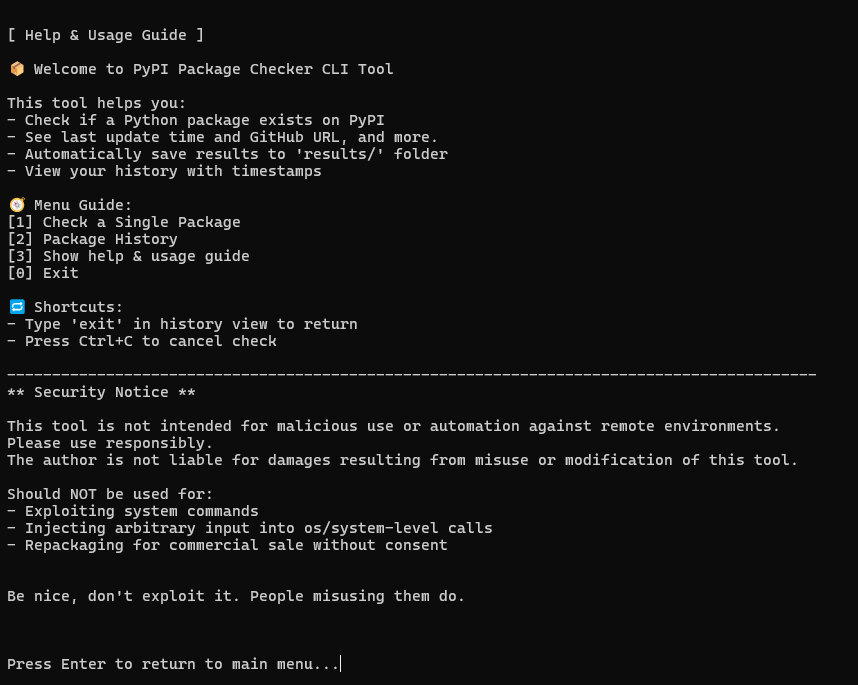 [ Help & Usage Guide ]
📦 Welcome to PyPI Package Checker CLI Tool
This tool helps you:
- Check if a Python package exists on PyPI
- See last update time and GitHub URL, and more.
- Automatically save results to 'results/' folder
- View your history with timestamps
🧭 Menu Guide:
[1] Check a Single Package
[2] Package History
[3] Show help & usage guide
[0] Exit
🔁 Shortcuts:
- Type 'exit' in history view to return
- Press Ctrl+C to cancel check
------------------------------------------------------------------------------------------
** Security Notice **
This tool is not intended for malicious use or automation against remote environments.
Please use responsibly.
The author is not liable for damages resulting from misuse or modification of this tool.
Should NOT be used for:
- Exploiting system commands
- Injecting arbitrary input into os/system-level calls
- Repackaging for commercial sale without consent
Be nice, don't exploit it. People misusing them do.
Press Enter to return to main menu...